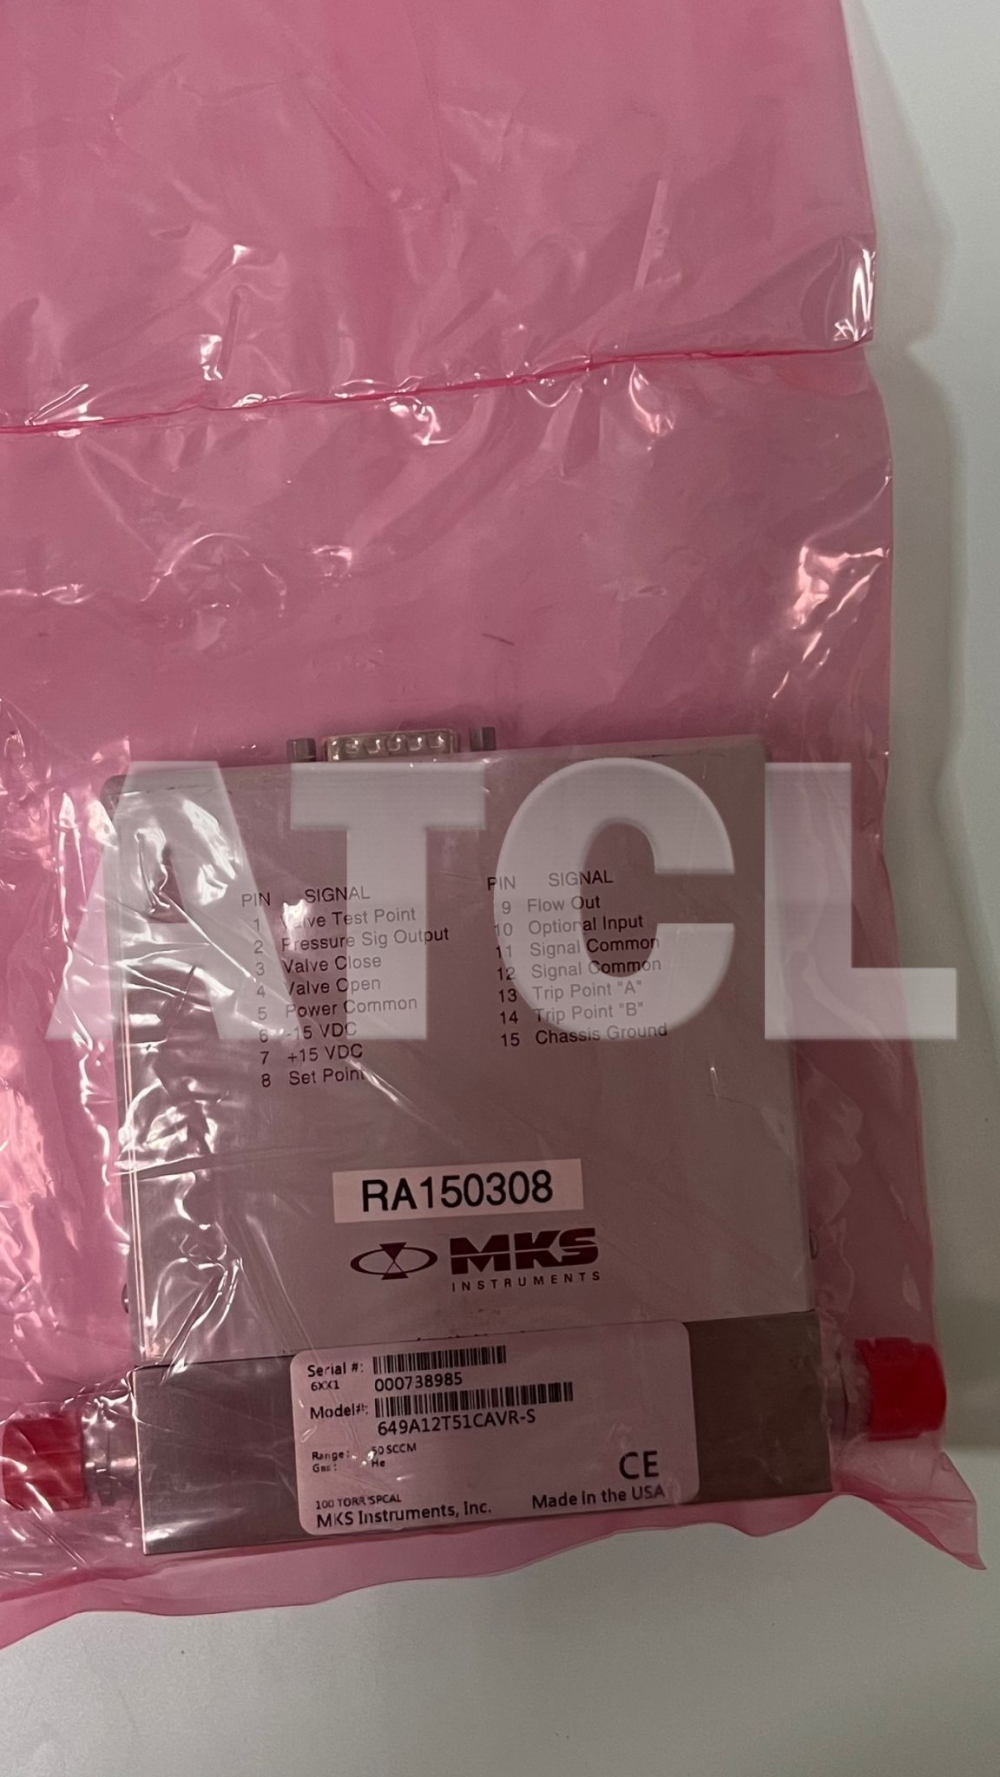 ATCL
PIN SIGNAL
1 Valve Test Point
2 Pressure Sig Output
3 Valve Close
4 Valve Open
5 Power Common
6 -15 VDC
7 +15 VDC
8 Set Point
PIN SIGNAL
9 Flow Out
10 Optional Input
11 Signal Common
12 Signal Common
13 Trip Point "A"
14 Trip Point "B"
15 Chassis Ground
RA150308
MKS
INSTRUMENTS
Serial #:
6XX1 000738985
Model#:
649A12T51CAVR-S
Range: 50 SCCM
Gas: He
100 TORR SPCAL
CE
MKS Instruments, Inc. Made in the USA